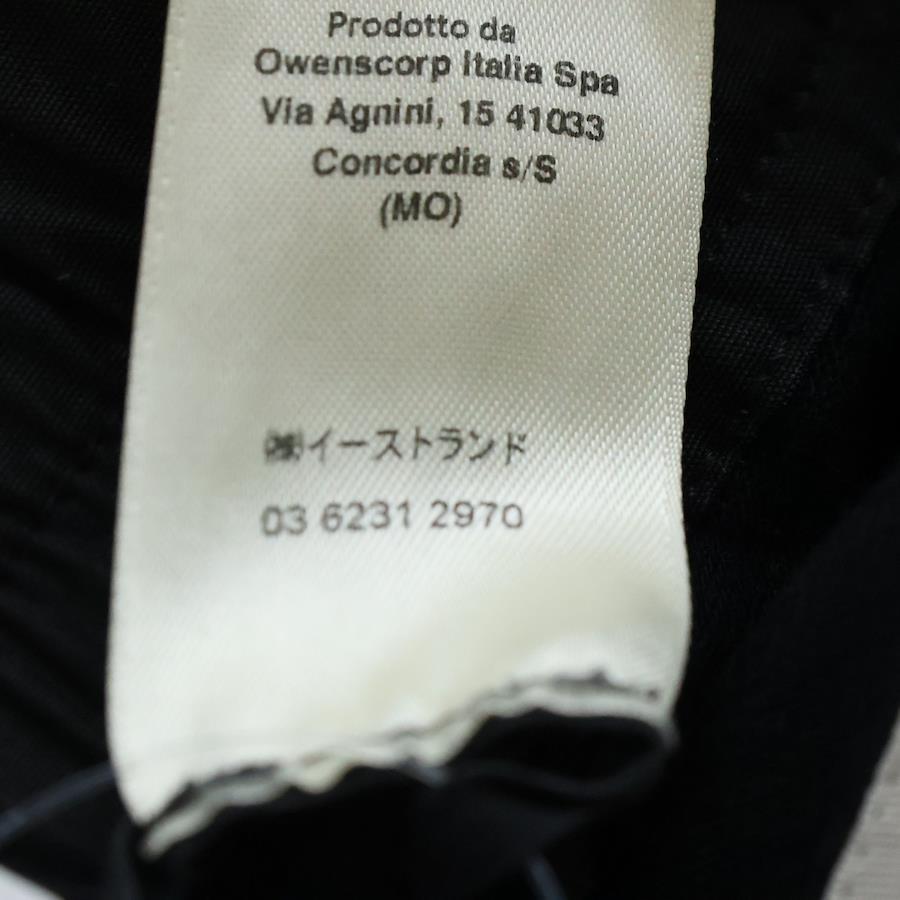 Prodotto da
Owenscorp Italia Spa
Via Agnini, 15 41033
Concordia s/S
(MO)
㈱イーストランド
03 6231 2970